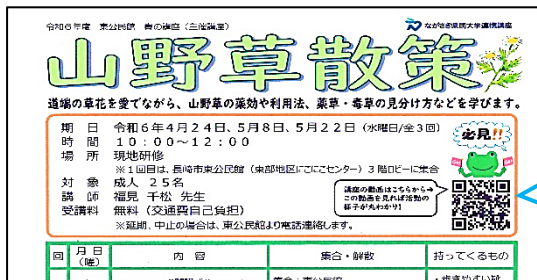 令和6年度 東公民館 春の講座(主催講座)
ながさき県民大学連携講座
山野草散策
道端の草花を愛でながら、山野草の薬効や利用法、薬草・毒草の見分け方などを学びます。
期 日 令和6年4月24日、5月8日、5月22日(水曜日/全3回)
時 間 10:00~12:00
場 所 現地研修
※1回目は、長崎市東公民館(東部地区にこにこセンター)3階ロビーに集合
対 象 成人 25名
講 師 福見 千松 先生
受講料 無料(交通費自己負担)
※延期、中止の場合は、東公民館より電話連絡します。
必見!!
講座の動画はこちらから→
この動画を見れば活動の
様子が丸わかり!
回 月日(曜) 内 容 集合・解散 持ってくるもの